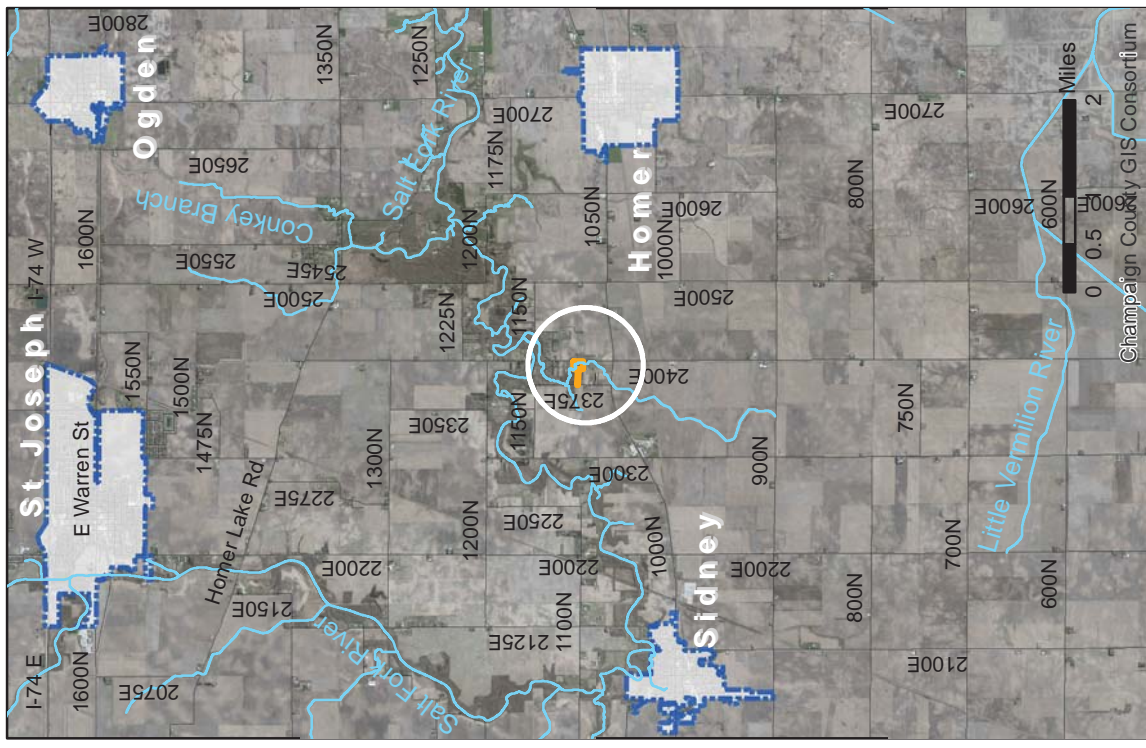 2800E
Ogden
1350N
1250N
Salt Fork River
2650E
Conkey Branch
1175N
2700E
2700E
Miles
2
1
0.5
0
1600N
I-74 W
2550E
2545E
2500E
1200N
1050N
Homer
1000N
2600E
800N
2600E
600N
2600E
St Joseph
E Warren St
1550N
1500N
1475N
1225N
1150N
2500E
2400E
2375E
2350E
1150N
750N
Little Vermilion River
Champaign County GIS Consortium
Homer Lake Rd
2275E
1300N
1200N
2250E
2300E
900N
2200E
2200E
2200E
1000N
Sidney
700N
600N
800N
I-74 E
1600N
2150E
2075E
Salt Fork River
2125E
1100N
2100E